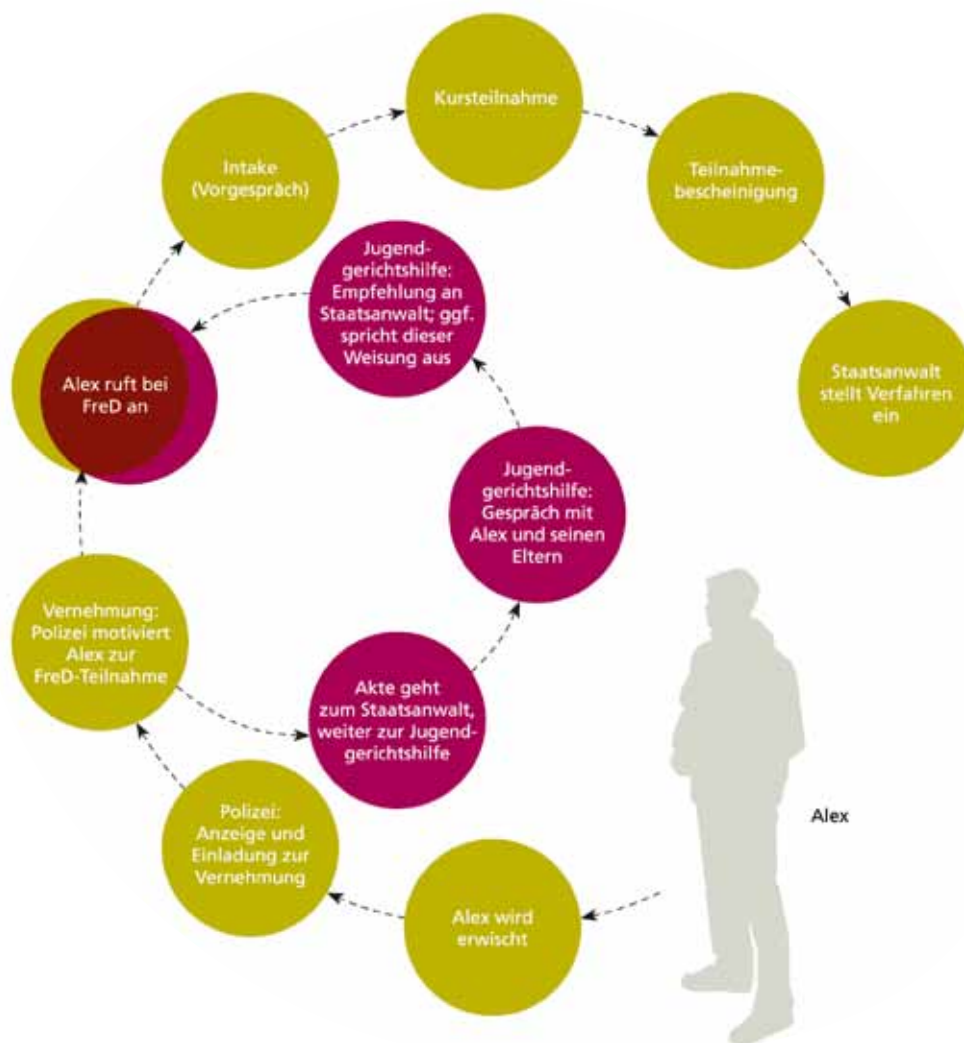 Kursteilnahme
Intake
(Vorgespräch)
Teilnahme-
bescheinigung
Jugend-
gerichtshilfe:
Empfehlung an
Staatsanwalt; ggf.
spricht dieser
Weisung aus
Alex ruft bei
FreD an
Staatsanwalt
stellt Verfahren
ein
Jugend-
gerichtshilfe:
Gespräch mit
Alex und seinen
Eltern
Vernehmung:
Polizei motiviert
Alex zur
FreD-Teilnahme
Akte geht
zum Staatsanwalt,
weiter zur Jugend-
gerichtshilfe
Polizei:
Anzeige und
Einladung zur
Vernehmung
Alex
Alex wird
erwischt